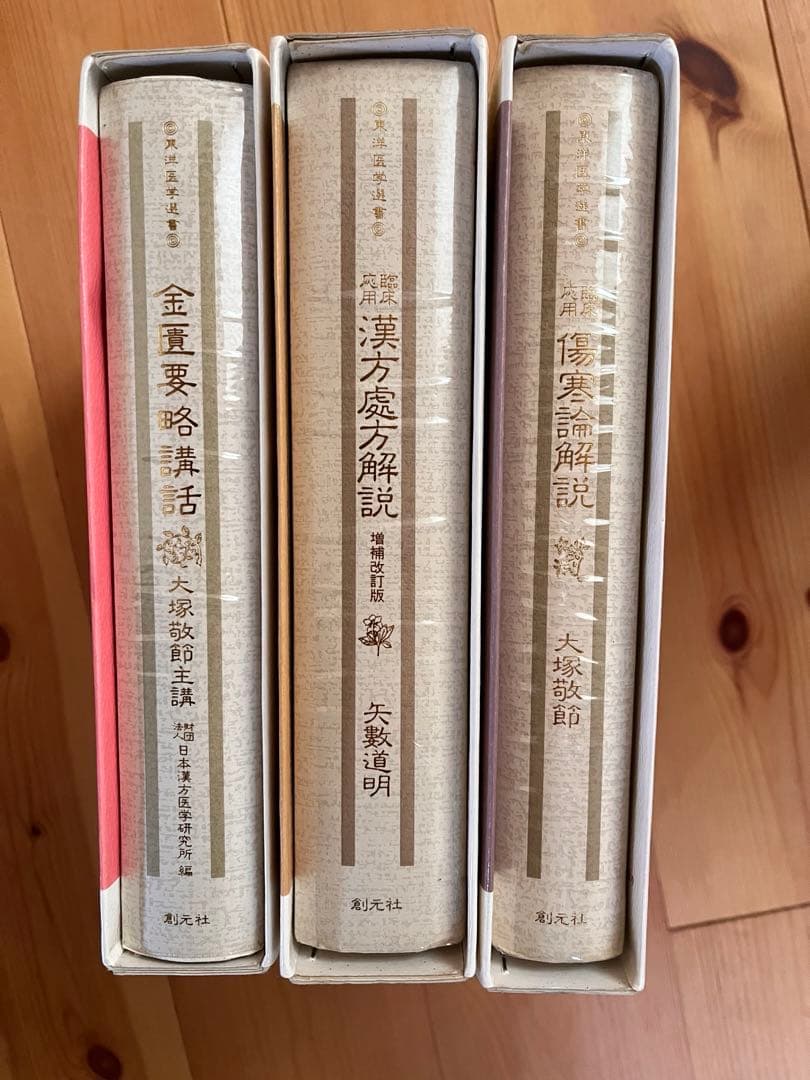 東洋医学選書
金匱要略講話
大塚敬節主講
財団法人
日本漢方医学研究所 編
創元社
東洋医学選書
臨床応用
漢方處方解説
増補改訂版
矢數道明
創元社
東洋医学選書
臨床応用
傷寒論解説
大塚敬節
創元社